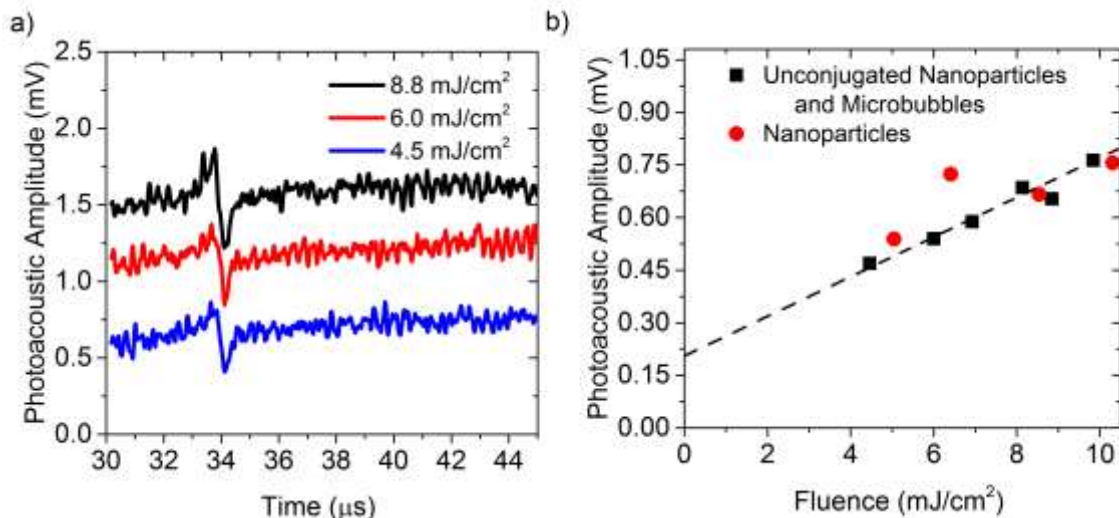 a)
Photoacoustic Amplitude (mV)
2.5
2.0
1.5
1.0
0.5
0.0
8.8 mJ/cm²
6.0 mJ/cm²
4.5 mJ/cm²
30 32 34 36 38 40 42 44
Time (μs)
b)
Photoacoustic Amplitude (mV)
1.05
0.90
0.75
0.60
0.45
0.30
0.15
0.00
Unconjugated Nanoparticles
and Microbubbles
Nanoparticles
0 2 4 6 8 10
Fluence (mJ/cm²)